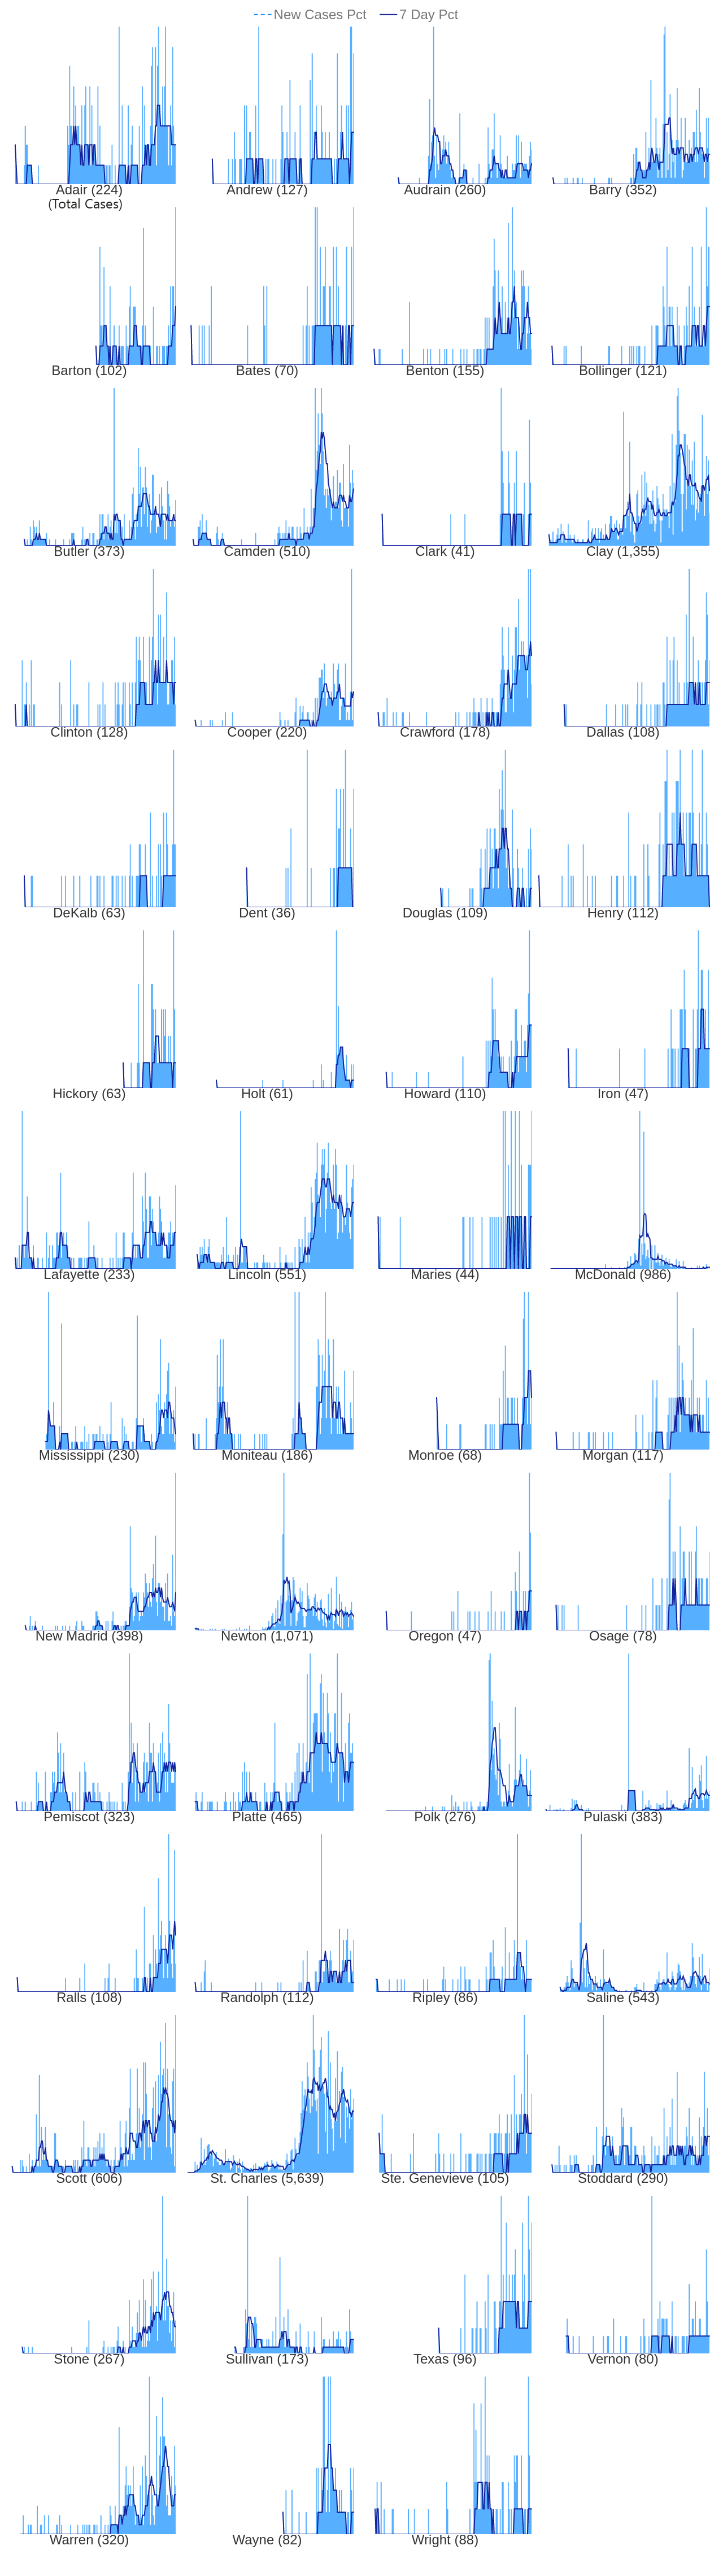 New Cases Pct 7 Day Pct
Adair (224) Andrew (127) Audrain (260) Barry (352)
(Total Cases)
Barton (102) Bates (70) Benton (155) Bollinger (121)
Butler (373) Camden (510) Clark (41) Clay (1,355)
Clinton (128) Cooper (220) Crawford (178) Dallas (108)
DeKalb (63) Dent (36) Douglas (109) Henry (112)
Hickory (63) Holt (61) Howard (110) Iron (47)
Lafayette (233) Lincoln (551) Maries (44) McDonald (986)
Mississippi (230) Moniteau (186) Monroe (68) Morgan (117)
New Madrid (398) Newton (1,071) Oregon (47) Osage (78)
Pemiscot (323) Platte (465) Polk (276) Pulaski (383)
Ralls (108) Randolph (112) Ripley (86) Saline (543)
Scott (606) St. Charles (5,639) Ste. Genevieve (105) Stoddard (290)
Stone (267) Sullivan (173) Texas (96) Vernon (80)
Warren (320) Wayne (82) Wright (88)